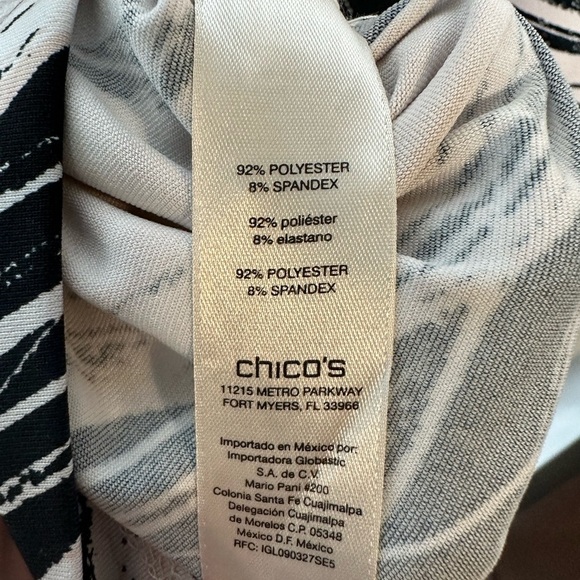 92% POLYESTER
8% SPANDEX
92% poliéster
8% elastano
92% POLYESTER
8% SPANDEX
chico's
11215 METRO PARKWAY
FORT MYERS, FL 33966
Importado en México por:
Importadora Globastic
S.A. de C.V.
Mario Pani #200
Colonia Santa Fe Cuajimalpa
Delegación Cuajimalpa
de Morelos C.P. 05348
México D.F. México
RFC: IGL090327SE5